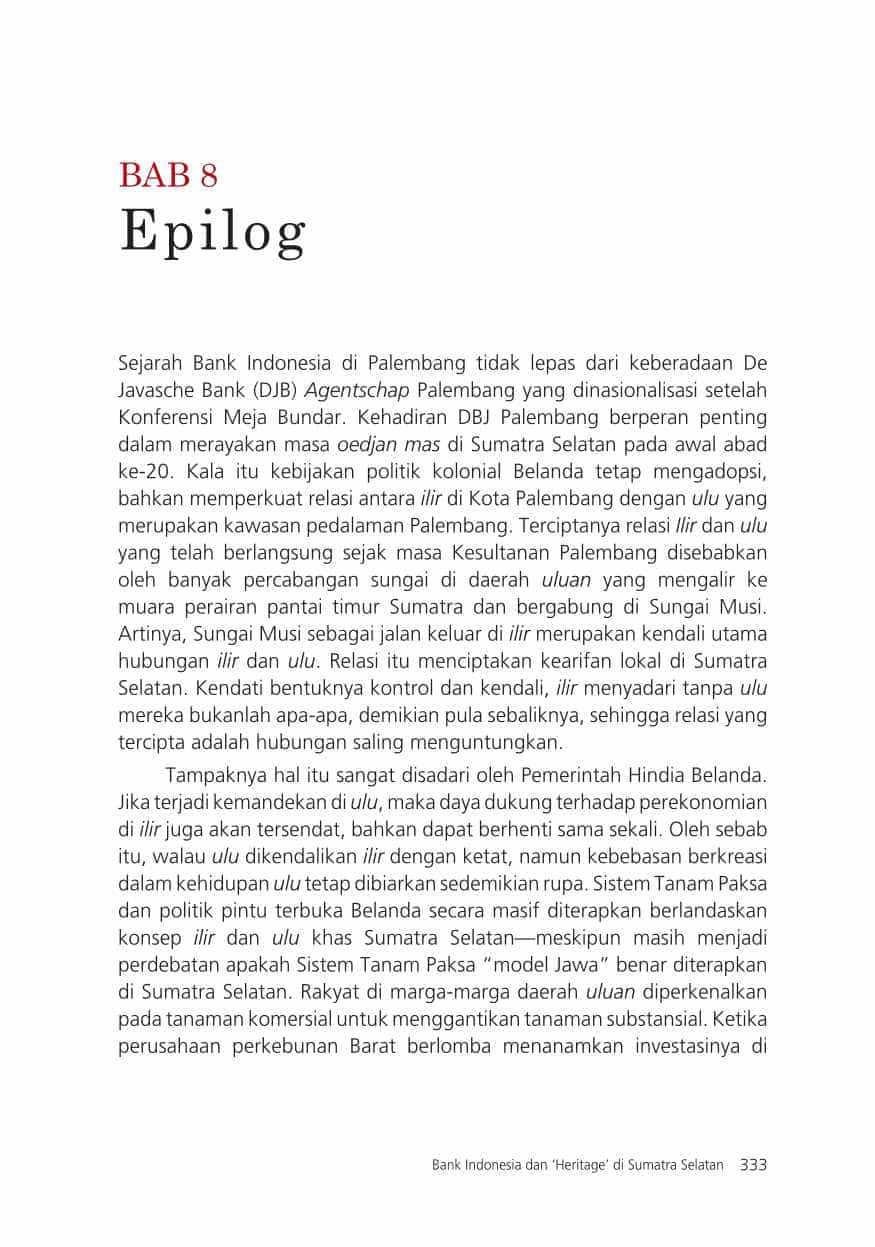 BAB 8
Epilog
Sejarah Bank Indonesia di Palembang tidak lepas dari keberadaan De
Javasche Bank (DJB) Agentschap Palembang yang dinasionalisasi setelah
Konferensi Meja Bundar. Kehadiran DBJ Palembang berperan penting
dalam merayakan masa oedjan mas di Sumatra Selatan pada awal abad
ke-20. Kala itu kebijakan politik kolonial Belanda tetap mengadopsi,
bahkan memperkuat relasi antara ilir di Kota Palembang dengan ulu yang
merupakan kawasan pedalaman Palembang. Terciptanya relasi Ilir dan ulu
yang telah berlangsung sejak masa Kesultanan Palembang disebabkan
oleh banyak percabangan sungai di daerah uluan yang mengalir ke
muara perairan pantai timur Sumatra dan bergabung di Sungai Musi.
Artinya, Sungai Musi sebagai jalan keluar di ilir merupakan kendali utama
hubungan ilir dan ulu. Relasi itu menciptakan kearifan lokal di Sumatra
Selatan. Kendati bentuknya kontrol dan kendali, ilir menyadari tanpa ulu
mereka bukanlah apa-apa, demikian pula sebaliknya, sehingga relasi yang
tercipta adalah hubungan saling menguntungkan.
Tampaknya hal itu sangat disadari oleh Pemerintah Hindia Belanda.
Jika terjadi kemandekan di ulu, maka daya dukung terhadap perekonomian
di ilir juga akan tersendat, bahkan dapat berhenti sama sekali. Oleh sebab
itu, walau ulu dikendalikan ilir dengan ketat, namun kebebasan berkreasi
dalam kehidupan ulu tetap dibiarkan sedemikian rupa. Sistem Tanam Paksa
dan politik pintu terbuka Belanda secara masif diterapkan berlandaskan
konsep ilir dan ulu khas Sumatra Selatan—meskipun masih menjadi
perdebatan apakah Sistem Tanam Paksa “model Jawa” benar diterapkan
di Sumatra Selatan. Rakyat di marga-marga daerah uluan diperkenalkan
pada tanaman komersial untuk menggantikan tanaman substansial. Ketika
perusahaan perkebunan Barat berlomba menanamkan investasinya di
Bank Indonesia dan ‘Heritage’ di Sumatra Selatan 333